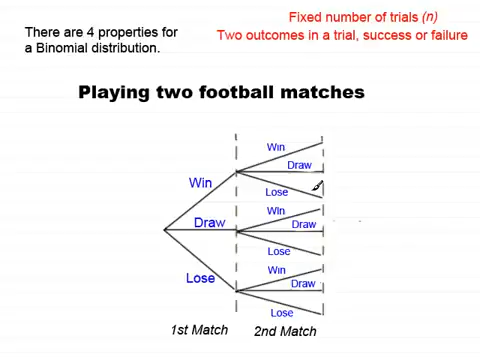 There are 4 properties for
a Binomial distribution.
Fixed number of trials (n)
Two outcomes in a trial, success or failure
Playing two football matches
Win
Draw
Lose
Win
Draw
Lose
Win
Draw
Lose
Win
Draw
Lose
1st Match
2nd Match